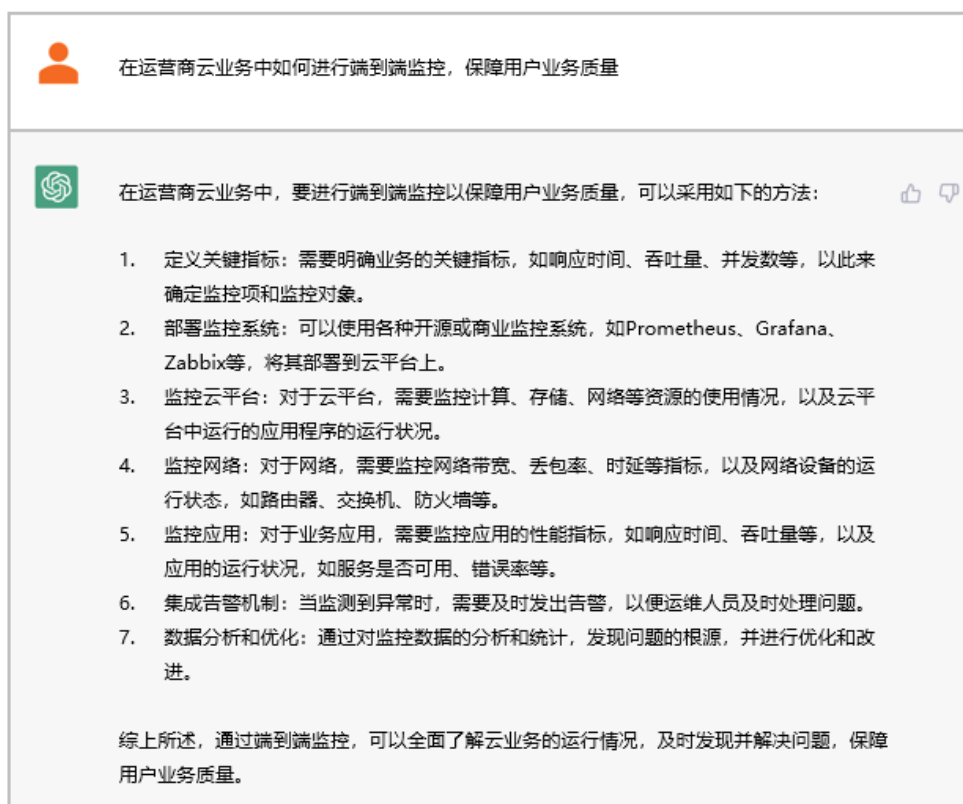 在运营商云业务中如何进行端到端监控，保障用户业务质量
在运营商云业务中，要进行端到端监控以保障用户业务质量，可以采用如下的方法：
1. 定义关键指标：需要明确业务的关键指标，如响应时间、吞吐量、并发数等，以此来
确定监控项和监控对象。
2. 部署监控系统：可以使用各种开源或商业监控系统，如Prometheus、Grafana、
Zabbix等，将其部署到云平台上。
3. 监控云平台：对于云平台，需要监控计算、存储、网络等资源的使用情况，以及云平
台中运行的应用程序的运行状况。
4. 监控网络：对于网络，需要监控网络带宽、丢包率、时延等指标，以及网络设备的运
行状态，如路由器、交换机、防火墙等。
5. 监控应用：对于业务应用，需要监控应用的性能指标，如响应时间、吞吐量等，以及
应用的运行状况，如服务是否可用、错误率等。
6. 集成告警机制：当监测到异常时，需要及时发出告警，以便运维人员及时处理问题。
7. 数据分析和优化：通过对监控数据的分析和统计，发现问题的根源，并进行优化和改
进。
综上所述，通过端到端监控，可以全面了解云业务的运行情况，及时发现并解决问题，保障
用户业务质量。